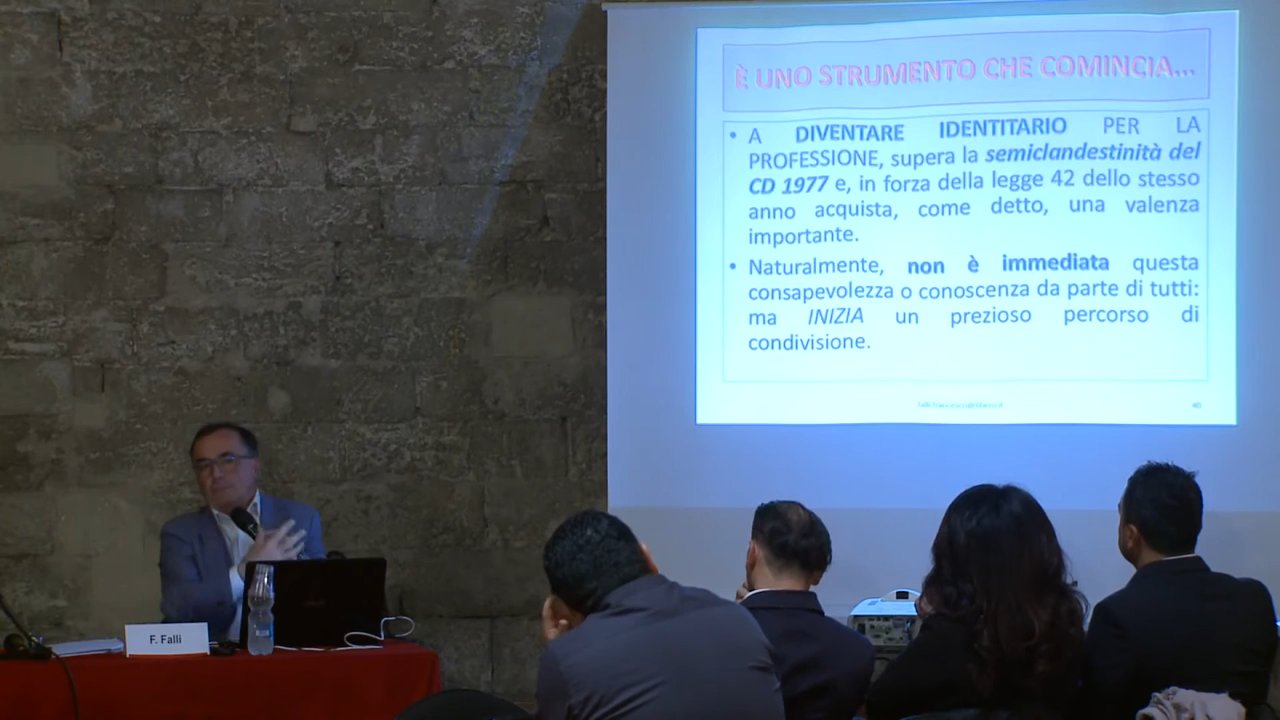 È UNO STRUMENTO CHE COMINCIA...
• A DIVENTARE IDENTITARIO PER LA
PROFESSIONE, supera la semiclandestinità del
CD 1977 e, in forza della legge 42 dello stesso
anno acquista, come detto, una valenza
importante.
• Naturalmente, non è immediata questa
consapevolezza o conoscenza da parte di tutti:
ma INIZIA un prezioso percorso di
condivisione.
40
F. Falli